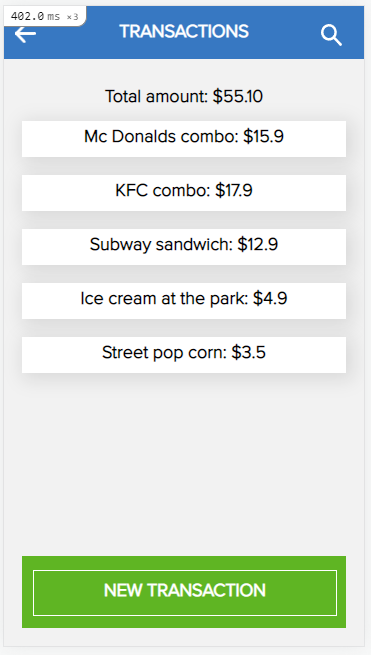 402.0 ms ×3
TRANSACTIONS
Total amount: $55.10
Mc Donalds combo: $15.9
KFC combo: $17.9
Subway sandwich: $12.9
Ice cream at the park: $4.9
Street pop corn: $3.5
NEW TRANSACTION